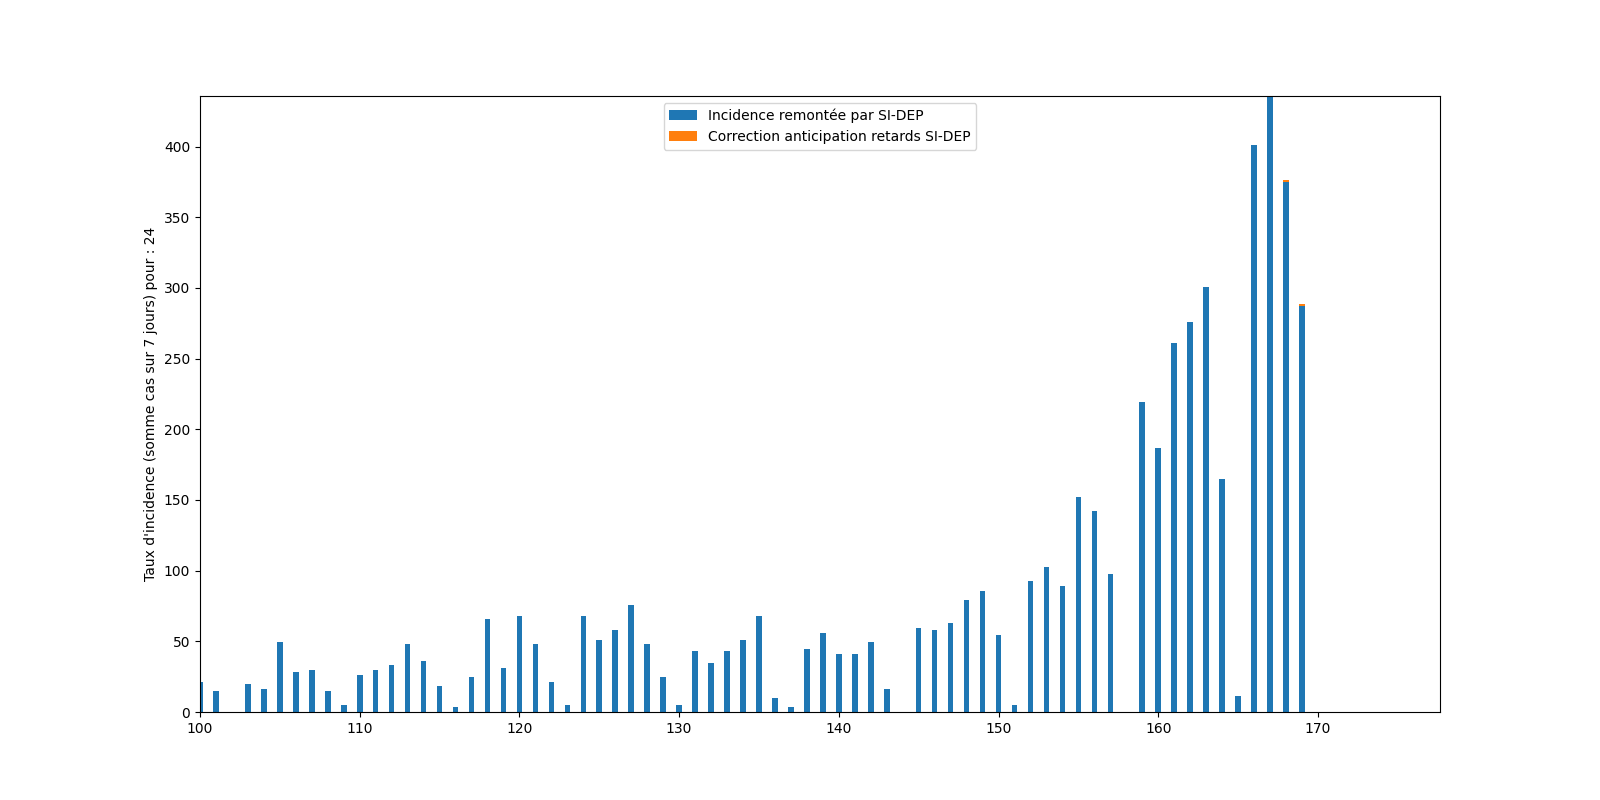 Incidence remontée par SI-DEP
Correction anticipation retards SI-DEP
Taux d'incidence (somme cas sur 7 jours) pour : 24
400
350
300
250
200
150
100
50
0
100 110 120 130 140 150 160 170